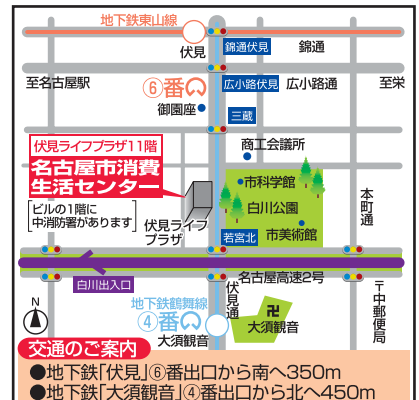 地下鉄東山線
伏見
錦通伏見
錦通
至名古屋駅
⑥番
広小路伏見
広小路通
至栄
御園座
三蔵
商工会議所
伏見ライフプラザ11階
名古屋市消費
生活センター
ビルの1階に
中消防署があります
伏見ライフ
プラザ
市科学館
白川公園
市美術館
本町通
若宮北
名古屋高速2号
白川出入口
伏見通
N
地下鉄鶴舞線
④番
大須観音
卍
大須観音
〒中郵便局
交通のご案内
●地下鉄「伏見」⑥番出口から南へ350m
●地下鉄「大須観音」④番出口から北へ450m